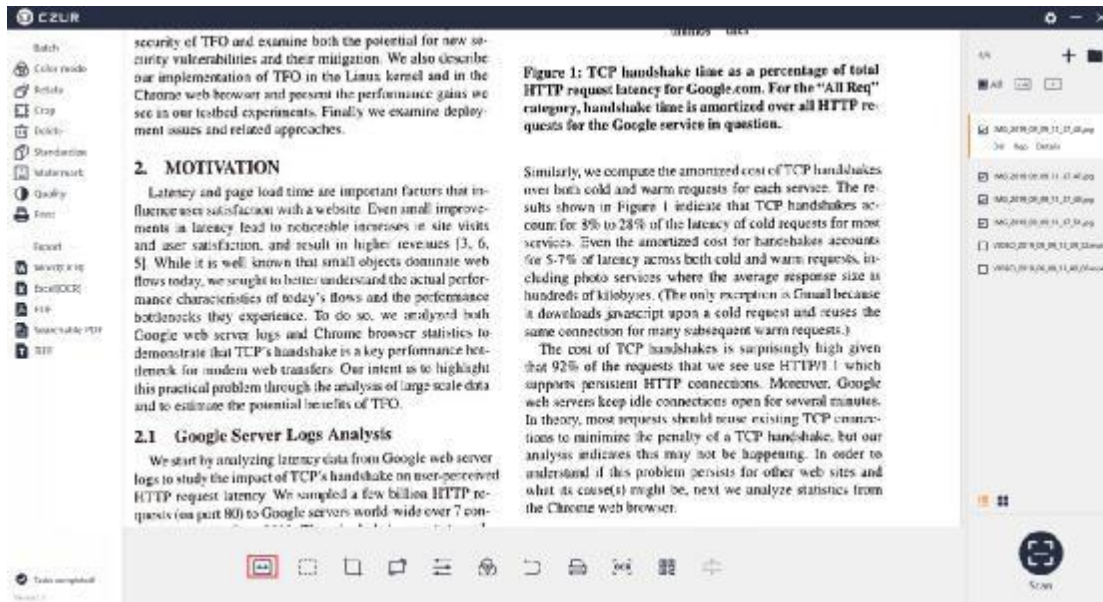 CZUR
Batch
Color mode
Rotate
Crop
Delete
Standardize
Watermark
Quality
Print
Export
Word[OCR]
Excel[OCR]
PDF
Searchable PDF
TIFF
Task completed!
security of TFO and examine both the potential for new se-
curity vulnerabilities and their mitigation. We also describe
our implementation of TFO in the Linux kernel and in the
Chrome web browser and present the performance gains we
see in our testbed experiments. Finally we examine deploy-
ment issues and related approaches.
2. MOTIVATION
Latency and page load time are important factors that in-
fluence user satisfaction with a website. Even small improve-
ments in latency lead to noticeable increases in site visits
and user satisfaction, and result in higher revenues [3, 6,
5]. While it is well known that small objects dominate web
flows today, we sought to better understand the actual perfor-
mance characteristics of today's flows and the performance
bottlenecks they experience. To do so, we analyzed both
Google web server logs and Chrome browser statistics to
demonstrate that TCP's handshake is a key performance bot-
tleneck for modern web transfers. Our intent is to highlight
this practical problem through the analysis of large scale data
and to estimate the potential benefits of TFO.
2.1 Google Server Logs Analysis
We start by analyzing latency data from Google web server
logs to study the impact of TCP's handshake on user-perceived
HTTP request latency. We sampled a few billion HTTP re-
quests (on port 80) to Google servers world-wide over 7 con-
Figure 1: TCP handshake time as a percentage of total
HTTP request latency for Google.com. For the "All Req"
category, handshake time is amortized over all HTTP re-
quests for the Google service in question.
Similarly, we compute the amortized cost of TCP handshakes
over both cold and warm requests for each service. The re-
sults shown in Figure 1 indicate that TCP handshakes ac-
count for 8% to 28% of the latency of cold requests for most
services. Even the amortized cost for handshakes accounts
for 5-7% of latency across both cold and warm requests, in-
cluding photo services where the average response size is
hundreds of kilobytes. (The only exception is Gmail because
it downloads javascript upon a cold request and reuses the
same connection for many subsequent warm requests.)
The cost of TCP handshakes is surprisingly high given
that 92% of the requests that we see use HTTP/1.1 which
supports persistent HTTP connections. Moreover, Google
web servers keep idle connections open for several minutes.
In theory, most requests should reuse existing TCP connec-
tions to minimize the penalty of a TCP handshake, but our
analysis indicates this may not be happening. In order to
understand if this problem persists for other web sites and
what its cause(s) might be, next we analyze statistics from
the Chrome web browser.
OCR
All
Details
Scan